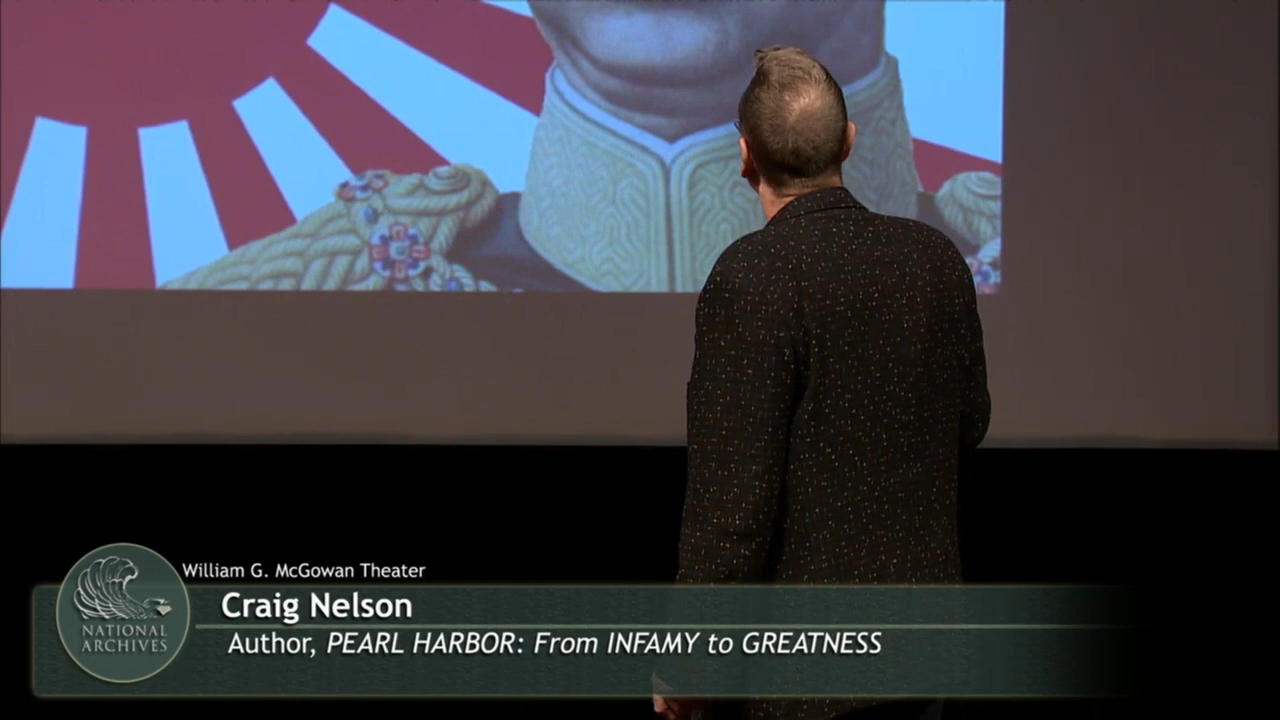 William G. McGowan Theater
Craig Nelson
Author, PEARL HARBOR: From INFAMY to GREATNESS
NATIONAL
ARCHIVES